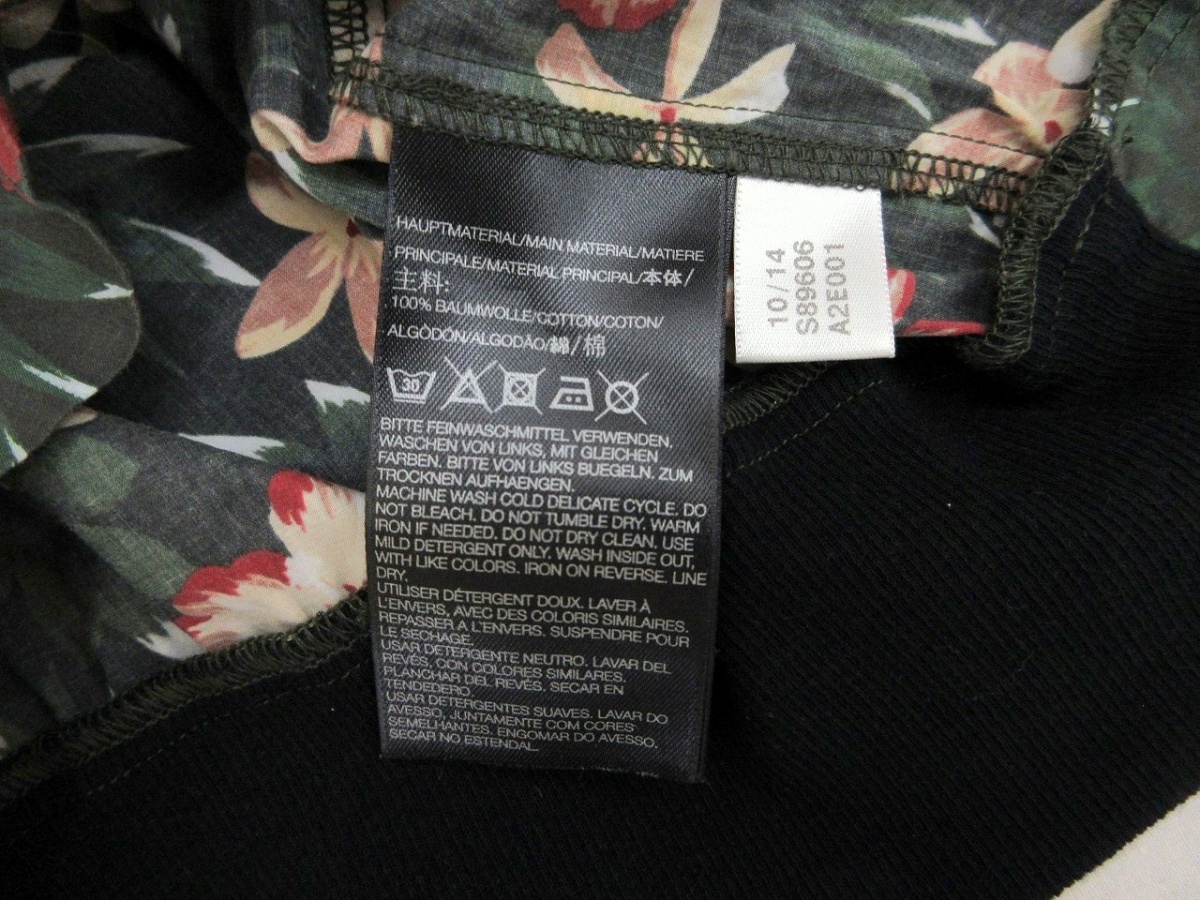 HAUPTMATERIAL/MAIN MATERIAL/MATIERE
PRINCIPALE/MATERIAL PRINCIPAL/本体/
主料:
100% BAUMWOLLE/COTTON/COTON/
ALGODÓN/ALGODÃO/綿/棉
30
BITTE FEINWASCHMITTEL VERWENDEN.
WASCHEN VON LINKS, MIT GLEICHEN
FARBEN. BITTE VON LINKS BUEGELN. ZUM
TROCKNEN AUFHAENGEN.
MACHINE WASH COLD DELICATE CYCLE. DO
NOT BLEACH. DO NOT TUMBLE DRY. WARM
IRON IF NEEDED. DO NOT DRY CLEAN. USE
MILD DETERGENT ONLY. WASH INSIDE OUT,
WITH LIKE COLORS. IRON ON REVERSE. LINE
DRY.
UTILISER DÉTERGENT DOUX. LAVER À
L'ENVERS, AVEC DES COLORIS SIMILAIRES.
REPASSER A L'ENVERS. SUSPENDRE POUR
LE SECHAGE.
USAR DETERGENTE NEUTRO. LAVAR DEL
REVÉS, CON COLORES SIMILARES.
PLANCHAR DEL REVÉS. SECAR EN
TENDEDERO.
USAR DETERGENTES SUAVES. LAVAR DO
AVESSO, JUNTAMENTE COM CORES
SEMELHANTES. ENGOMAR DO AVESSO.
SECAR NO ESTENDAL.
10/14
S89606
A2E001